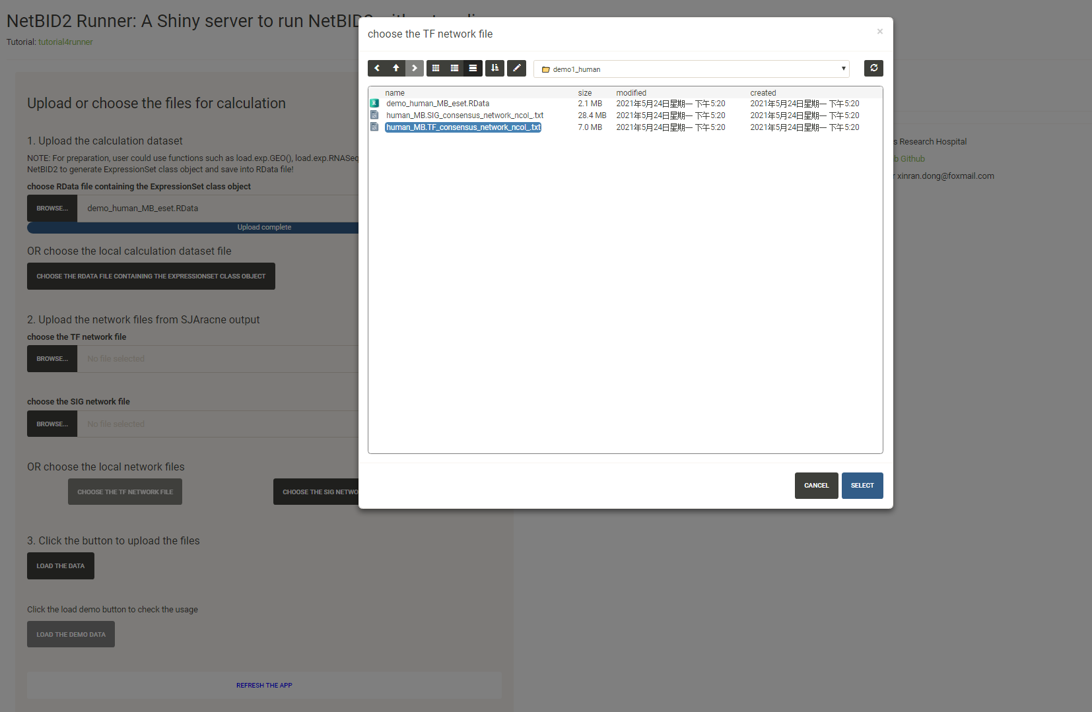 NetBID2 Runner: A Shiny server to run NetBID2 without coding
Tutorial: tutorial4runner
Upload or choose the files for calculation
1. Upload the calculation dataset
NOTE: For preparation, user could use functions such as load.exp.GEO(), load.exp.RNASeq
NetBID2 to generate ExpressionSet class object and save into RData file!
choose RData file containing the ExpressionSet class object
BROWSE... demo_human_MB_eset.RData
Upload complete
OR choose the local calculation dataset file
CHOOSE THE RDATA FILE CONTAINING THE EXPRESSIONSET CLASS OBJECT
2. Upload the network files from SJAracne output
choose the TF network file
BROWSE... No file selected
choose the SIG network file
BROWSE... No file selected
OR choose the local network files
CHOOSE THE TF NETWORK FILE CHOOSE THE SIG NETWO
3. Click the button to upload the files
LOAD THE DATA
Click the load demo button to check the usage
LOAD THE DEMO DATA
REFRESH THE APP
choose the TF network file
×
demo1_human
name size modified created
demo_human_MB_eset.RData 2.1 MB 2021年5月24日星期一 下午5:20 2021年5月24日星期一 下午5:20
human_MB.SIG_consensus_network_ncol_.txt 28.4 MB 2021年5月24日星期一 下午5:20 2021年5月24日星期一 下午5:20
human_MB.TF_consensus_network_ncol_.txt 7.0 MB 2021年5月24日星期一 下午5:20 2021年5月24日星期一 下午5:20
CANCEL SELECT
s Research Hospital
b Github
r xinran.dong@foxmail.com